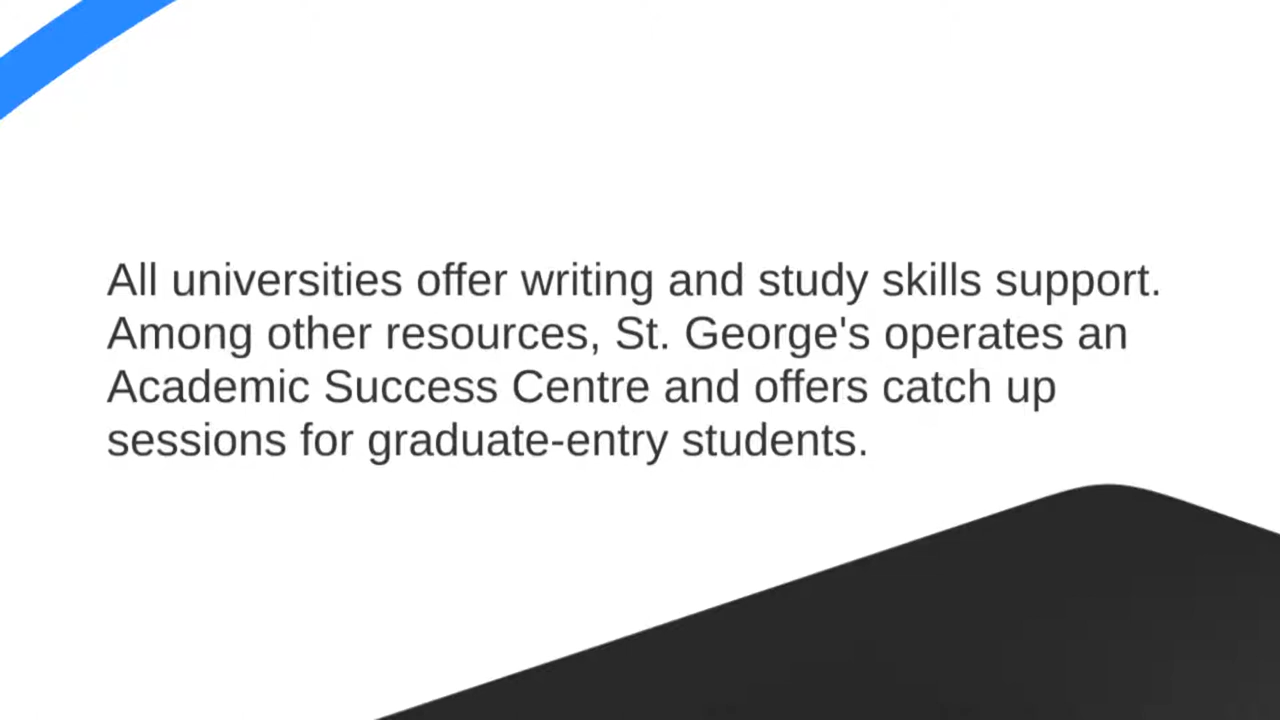 All universities offer writing and study skills support.
Among other resources, St. George's operates an
Academic Success Centre and offers catch up
sessions for graduate-entry students.